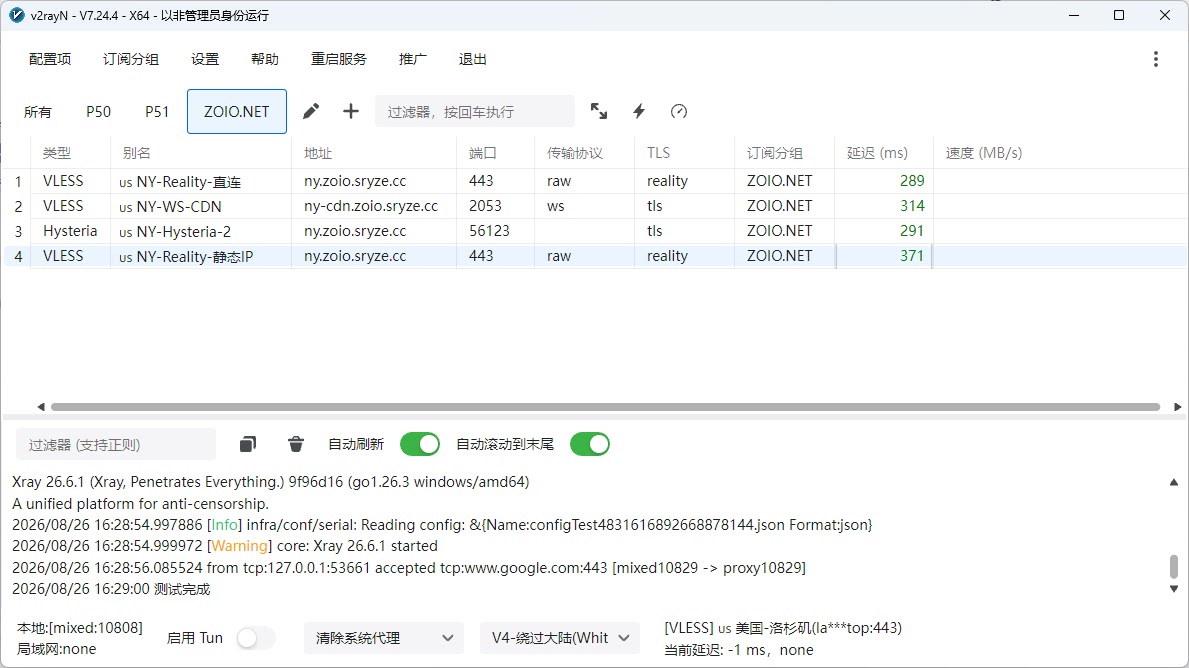 v2rayN - V7.24.4 - X64 - 以非管理员身份运行
配置项 订阅分组 设置 帮助 重启服务 推广 退出
所有 P50 P51 ZOIO.NET 过滤器，按回车执行
类型 别名 地址 端口 传输协议 TLS 订阅分组 延迟 (ms) 速度 (MB/s)
1 VLESS us NY-Reality-直连 ny.zoio.sryze.cc 443 raw reality ZOIO.NET 289
2 VLESS us NY-WS-CDN ny-cdn.zoio.sryze.cc 2053 ws tls ZOIO.NET 314
3 Hysteria us NY-Hysteria-2 ny.zoio.sryze.cc 56123 tls ZOIO.NET 291
4 VLESS us NY-Reality-静态IP ny.zoio.sryze.cc 443 raw reality ZOIO.NET 371
过滤器 (支持正则) 自动刷新 自动滚动到末尾
Xray 26.6.1 (Xray, Penetrates Everything.) 9f96d16 (go1.26.3 windows/amd64)
A unified platform for anti-censorship.
2026/08/26 16:28:54.997886 [Info] infra/conf/serial: Reading config: &{Name:configTest4831616892668878144.json Format:json}
2026/08/26 16:28:54.999972 [Warning] core: Xray 26.6.1 started
2026/08/26 16:28:56.085524 from tcp:127.0.0.1:53661 accepted tcp:www.google.com:443 [mixed10829 -> proxy10829]
2026/08/26 16:29:00 测试完成
本地:[mixed:10808]
局域网:none
启用 Tun 清除系统代理 V4-绕过大陆(Whit
[VLESS] us 美国-洛杉矶(la***top:443)
当前延迟: -1 ms，none